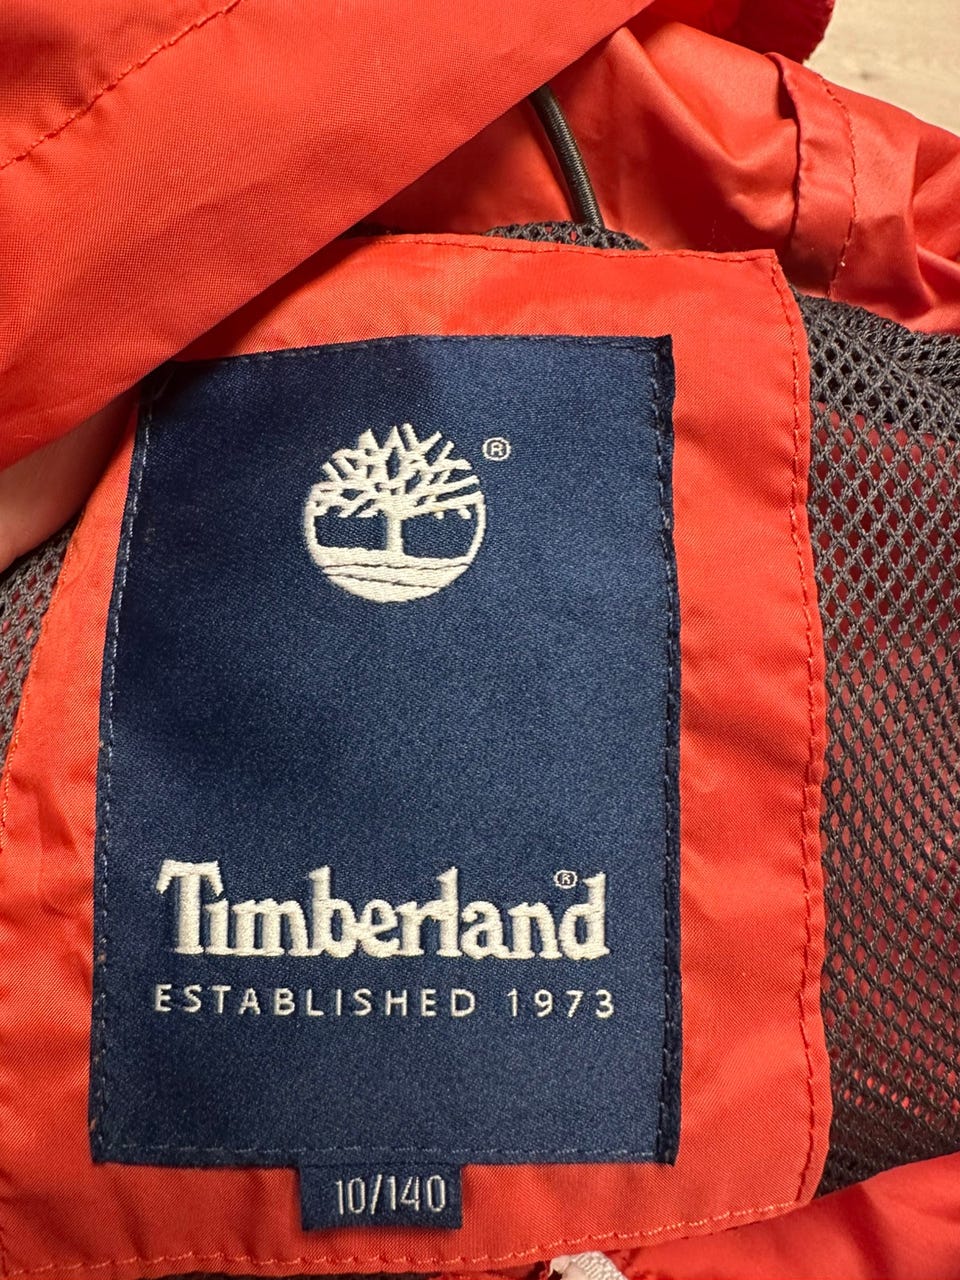 ®
Timberland®
ESTABLISHED 1973
10/140